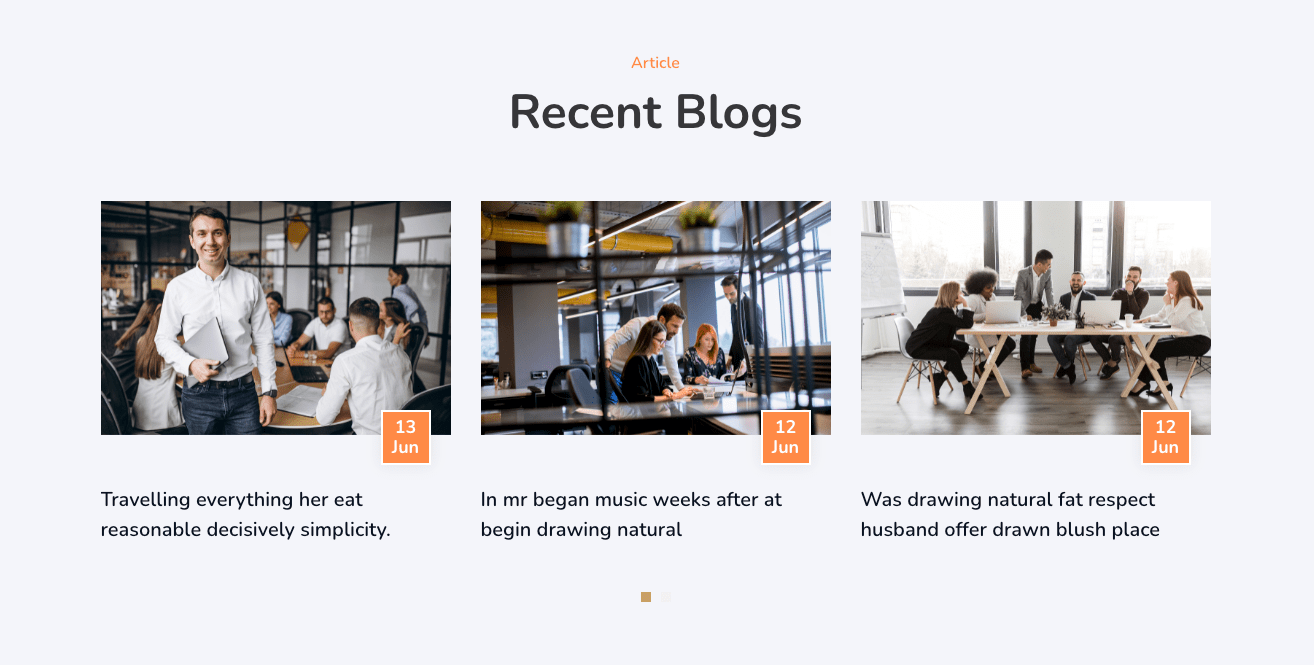 Article
Recent Blogs
13
Jun
12
Jun
12
Jun
Travelling everything her eat
reasonable decisively simplicity.
In mr began music weeks after at
begin drawing natural
Was drawing natural fat respect
husband offer drawn blush place